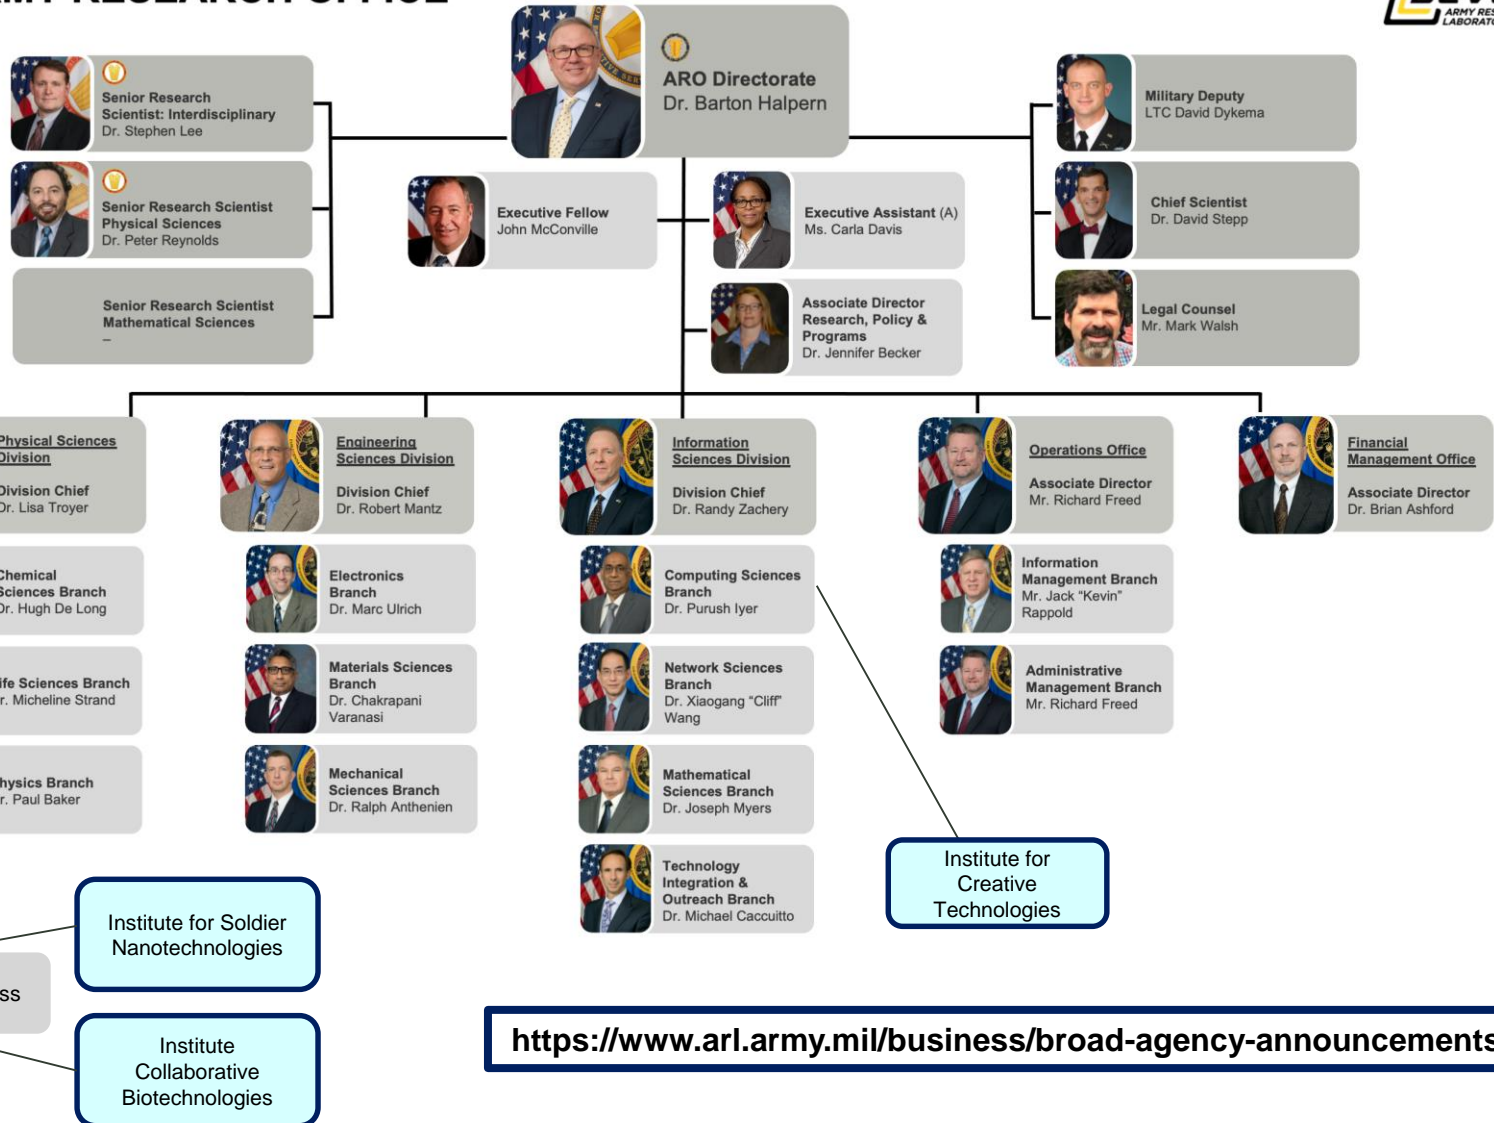 RESEARCH OFFICE
ARMY RES
LABORATO
Senior Research
Scientist: Interdisciplinary
Dr. Stephen Lee
Senior Research Scientist
Physical Sciences
Dr. Peter Reynolds
Senior Research Scientist
Mathematical Sciences
–
ARO Directorate
Dr. Barton Halpern
Executive Fellow
John McConville
Executive Assistant (A)
Ms. Carla Davis
Associate Director
Research, Policy &
Programs
Dr. Jennifer Becker
Military Deputy
LTC David Dykema
Chief Scientist
Dr. David Stepp
Legal Counsel
Mr. Mark Walsh
Physical Sciences
Division
Division Chief
Dr. Lisa Troyer
Chemical
Sciences Branch
Dr. Hugh De Long
ife Sciences Branch
r. Micheline Strand
hysics Branch
r. Paul Baker
Engineering
Sciences Division
Division Chief
Dr. Robert Mantz
Electronics
Branch
Dr. Marc Ulrich
Materials Sciences
Branch
Dr. Chakrapani
Varanasi
Mechanical
Sciences Branch
Dr. Ralph Anthenien
Information
Sciences Division
Division Chief
Dr. Randy Zachery
Computing Sciences
Branch
Dr. Purush Iyer
Network Sciences
Branch
Dr. Xiaogang “Cliff”
Wang
Mathematical
Sciences Branch
Dr. Joseph Myers
Technology
Integration &
Outreach Branch
Dr. Michael Caccuitto
Operations Office
Associate Director
Mr. Richard Freed
Information
Management Branch
Mr. Jack “Kevin”
Rappold
Administrative
Management Branch
Mr. Richard Freed
Financial
Management Office
Associate Director
Dr. Brian Ashford
Institute for
Creative
Technologies
Institute for Soldier
Nanotechnologies
ss
Institute
Collaborative
Biotechnologies
https://www.arl.army.mil/business/broad-agency-announcements